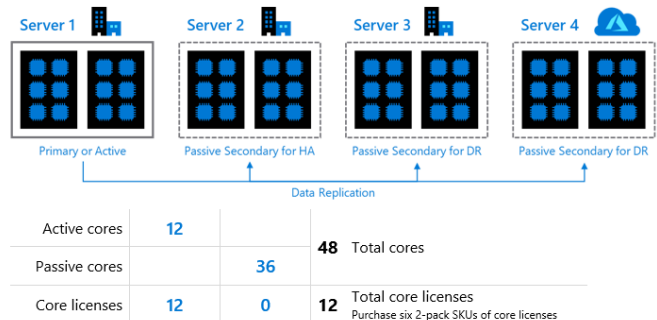 Server 1
Server 2
Server 3
Server 4
Primary or Active
Passive Secondary for HA
Passive Secondary for DR
Passive Secondary for DR
Data Replication
Active cores 12
48 Total cores
Passive cores 36
Core licenses 12 0 12 Total core licenses
Purchase six 2-pack SKUs of core licenses